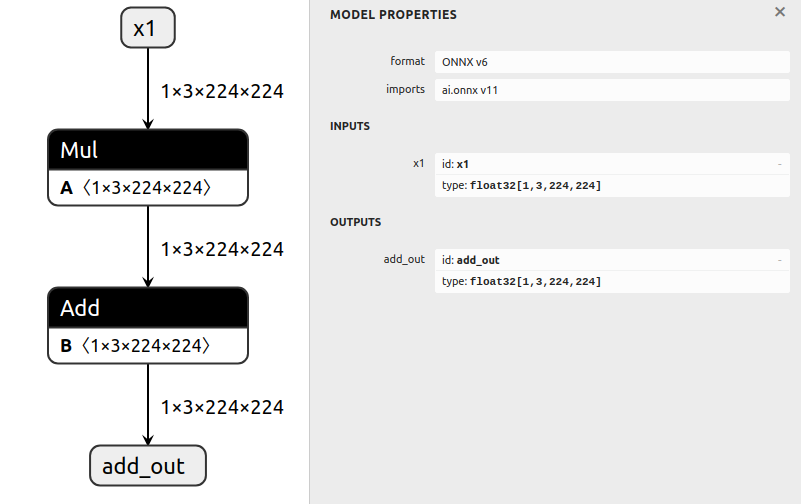 x1
1×3×224×224
Mul
A〈1×3×224×224〉
1×3×224×224
Add
B〈1×3×224×224〉
1×3×224×224
add_out
MODEL PROPERTIES
×
format ONNX v6
imports ai.onnx v11
INPUTS
x1 id: x1 -
type: float32[1,3,224,224]
OUTPUTS
add_out id: add_out -
type: float32[1,3,224,224]